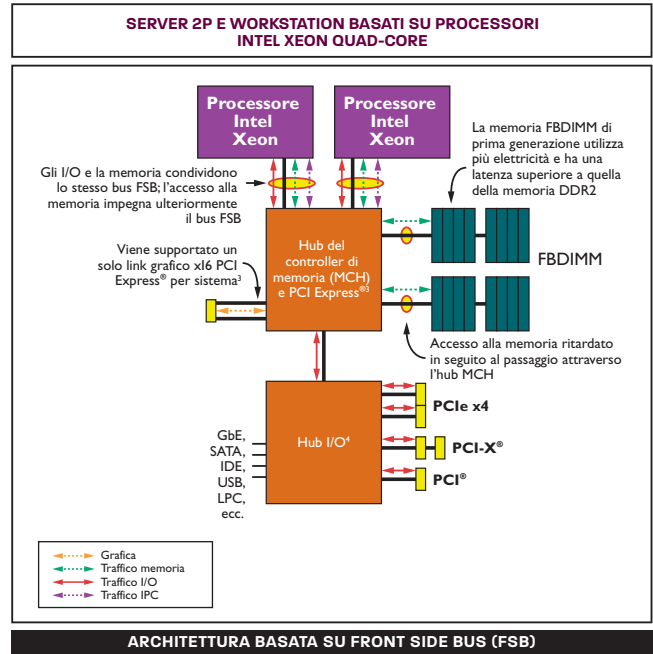 SERVER 2P E WORKSTATION BASATI SU PROCESSORI
INTEL XEON QUAD-CORE
Processore
Intel
Xeon
Processore
Intel
Xeon
La memoria FBDIMM di
prima generazione utilizza
più elettricità e ha una
latenza superiore a quella
della memoria DDR2
Gli I/O e la memoria condividono
lo stesso bus FSB; l'accesso alla
memoria impegna ulteriormente
il bus FSB
Viene supportato un
solo link grafico x16 PCI
Express® per sistema³
Hub del
controller di
memoria (MCH)
e PCI Express®³
FBDIMM
Accesso alla memoria ritardato
in seguito al passaggio attraverso
l'hub MCH
Hub I/O⁴
PCIe x4
PCI-X®
PCI®
GbE,
SATA,
IDE,
USB,
LPC,
ecc.
Grafica
Traffico memoria
Traffico I/O
Traffico IPC
ARCHITETTURA BASATA SU FRONT SIDE BUS (FSB)